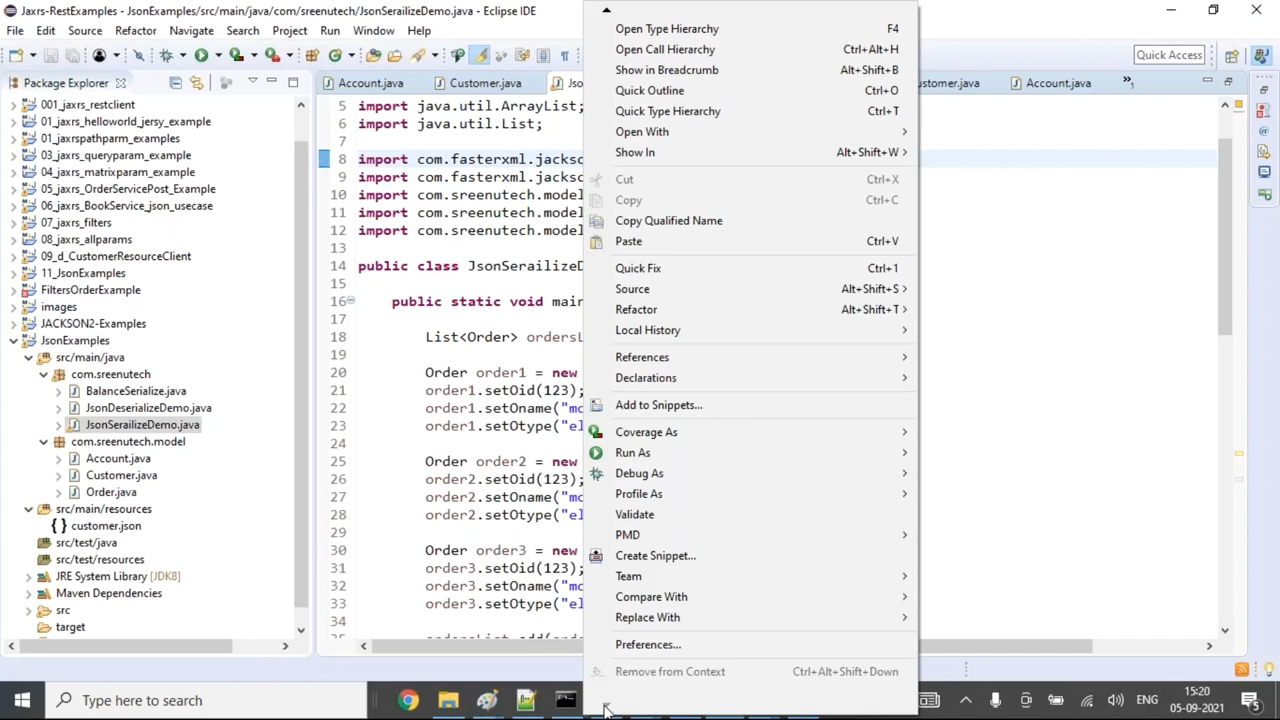 Jaxrs-RestExamples - JsonExamples/src/main/java/com/sreenutech/JsonSerailizeDemo.java - Eclipse IDE
File Edit Source Refactor Navigate Search Project Run Window Help
Quick Access
Package Explorer
Account.java
Customer.java
Account.java
»1
001_jaxrs_restclient
01_jaxrs_helloworld_jersy_example
01_jaxrspathparm_examples
03_jaxrs_queryparam_example
04_jaxrs_matrixparam_example
05_jaxrs_OrderServicePost_Example
06_jaxrs_BookService_json_usecase
07_jaxrs_filters
08_jaxrs_allparams
09_d_CustomerResourceClient
11_JsonExamples
FiltersOrderExample
images
JACKSON2-Examples
JsonExamples
src/main/java
com.sreenutech
BalanceSerialize.java
JsonDeserializeDemo.java
JsonSerailizeDemo.java
com.sreenutech.model
Account.java
Customer.java
Order.java
src/main/resources
customer.json
src/test/java
src/test/resources
JRE System Library [JDK8]
Maven Dependencies
src
target
5 import java.util.ArrayList;
6 import java.util.List;
7
8 import com.fasterxml.jackso
9 import com.fasterxml.jackso
10 import com.sreenutech.model
11 import com.sreenutech.model
12 import com.sreenutech.model
13
14 public class JsonSerailizeD
15
16 public static void main
17
18 List<Order> ordersL
19
20 Order order1 = new
21 order1.setOid(123);
22 order1.setOname("mo
23 order1.setOtype("el
24
25 Order order2 = new
26 order2.setOid(123);
27 order2.setOname("mo
28 order2.setOtype("el
29
30 Order order3 = new
31 order3.setOid(123);
32 order3.setOname("mo
33 order3.setOtype("el
34
Open Type Hierarchy F4
Open Call Hierarchy Ctrl+Alt+H
Show in Breadcrumb Alt+Shift+B
Quick Outline Ctrl+O
Quick Type Hierarchy Ctrl+T
Open With
Show In Alt+Shift+W
Cut Ctrl+X
Copy Ctrl+C
Copy Qualified Name
Paste Ctrl+V
Quick Fix Ctrl+1
Source Alt+Shift+S
Refactor Alt+Shift+T
Local History
References
Declarations
Add to Snippets...
Coverage As
Run As
Debug As
Profile As
Validate
PMD
Create Snippet...
Team
Compare With
Replace With
Preferences...
Remove from Context Ctrl+Alt+Shift+Down
Type here to search
ENG
15:20
05-09-2021
5